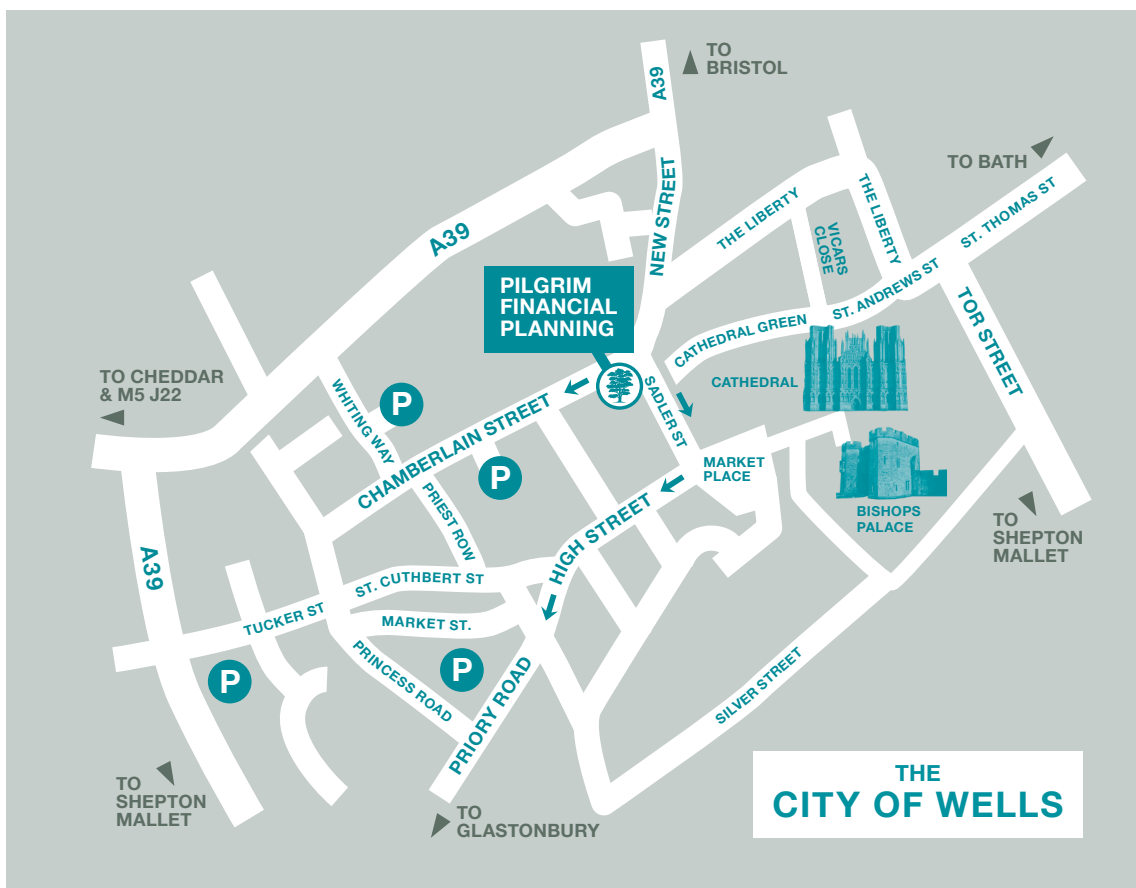 TO
BRISTOL
A39
TO BATH
NEW STREET
THE LIBERTY
THE LIBERTY
VICARS
CLOSE
ST. THOMAS ST
A39
ST. ANDREWS ST
PILGRIM
FINANCIAL
PLANNING
TOR STREET
CATHEDRAL GREEN
TO CHEDDAR
& M5 J22
WHITING WAY
P
SADLER ST
CATHEDRAL
CHAMBERLAIN STREET
P
MARKET
PLACE
PRIEST ROW
HIGH STREET
BISHOPS
PALACE
TO
SHEPTON
MALLET
A39
ST. CUTHBERT ST
TUCKER ST
MARKET ST.
P
P
PRINCESS ROAD
PRIORY ROAD
SILVER STREET
TO
SHEPTON
MALLET
TO
GLASTONBURY
THE
CITY OF WELLS